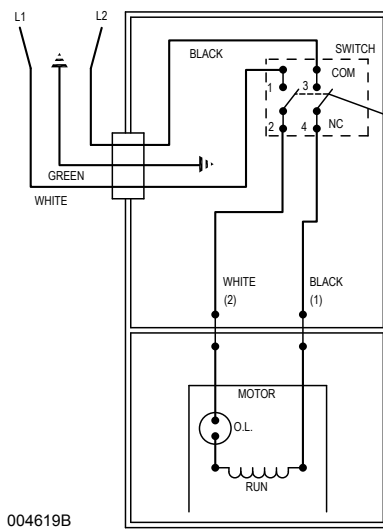 L1
L2
BLACK
SWITCH
COM
1
3
2
4
NC
GREEN
WHITE
WHITE
(2)
BLACK
(1)
MOTOR
O.L.
RUN
004619B